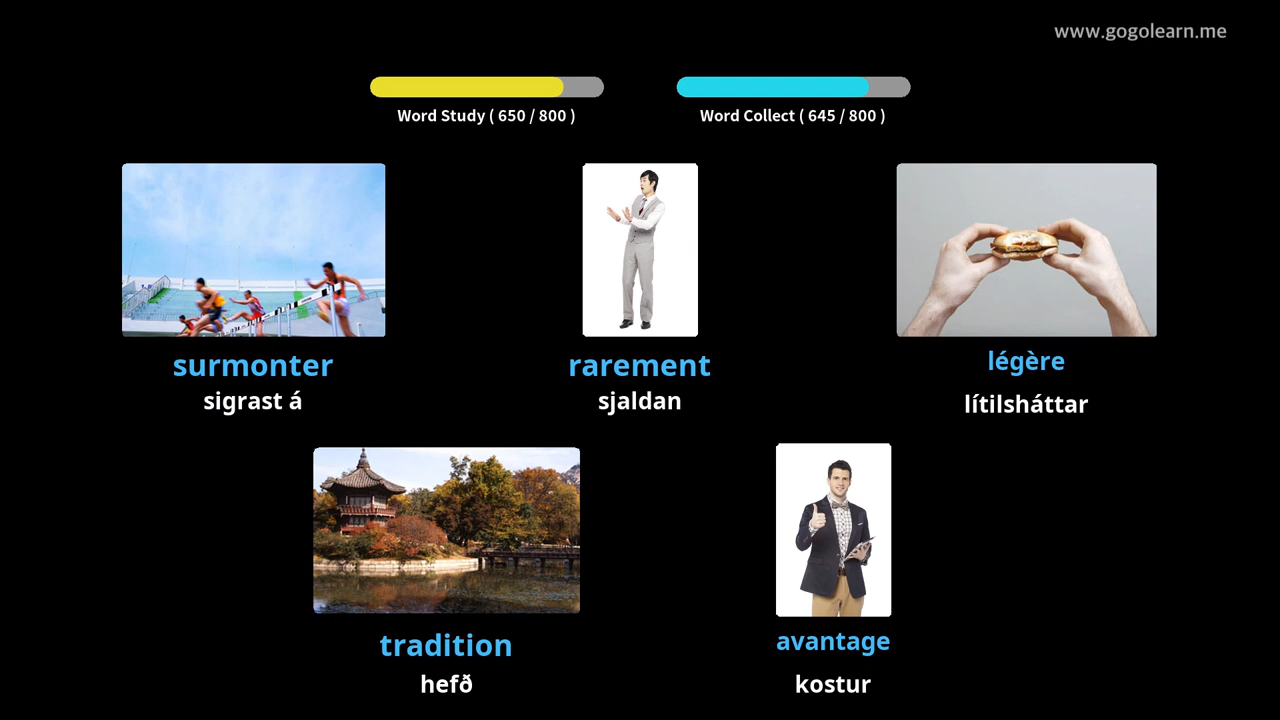 www.gogolearn.me
Word Study ( 650 / 800 )
Word Collect ( 645 / 800 )
surmonter
sigrast á
rarement
sjaldan
légère
lítilsháttar
tradition
hefð
avantage
kostur